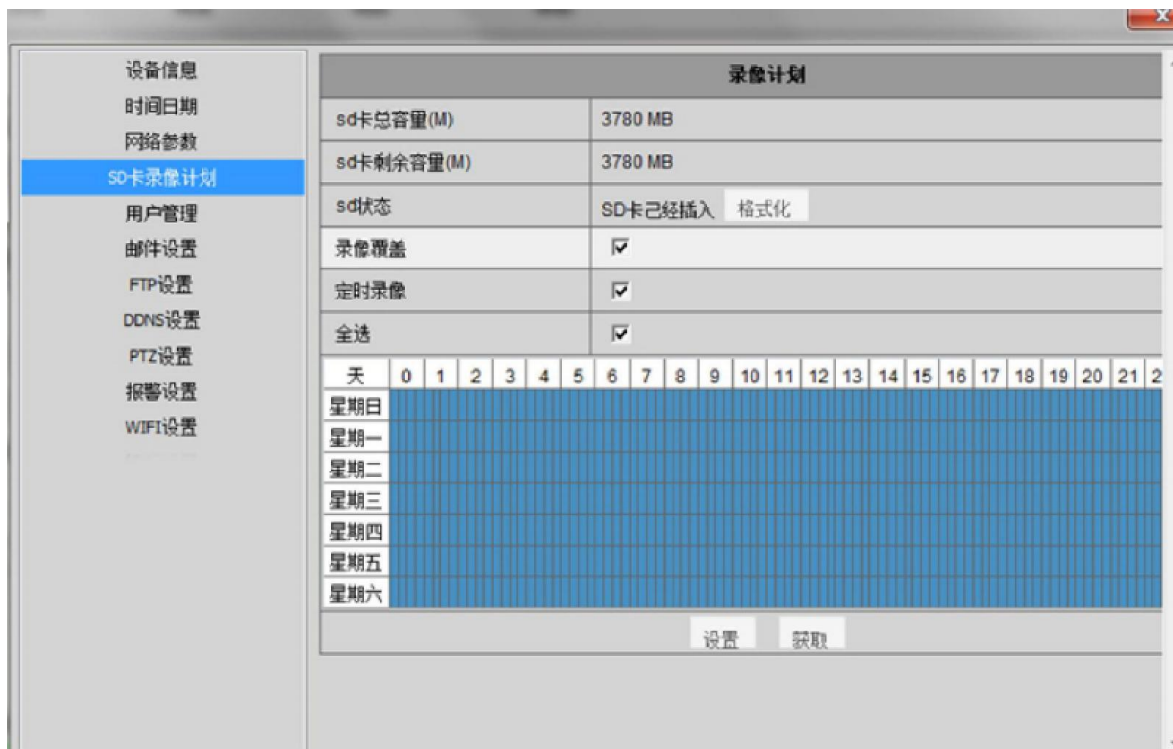 设备信息
时间日期
网络参数
SD卡录像计划
用户管理
邮件设置
FTP设置
DDNS设置
PTZ设置
报警设置
WIFI设置
录像计划
sd卡总容量(M) 3780 MB
sd卡剩余容量(M) 3780 MB
sd状态 SD卡己经插入 格式化
录像覆盖
定时录像
全选
天 0 1 2 3 4 5 6 7 8 9 10 11 12 13 14 15 16 17 18 19 20 21 2
星期日
星期一
星期二
星期三
星期四
星期五
星期六
设置 获取